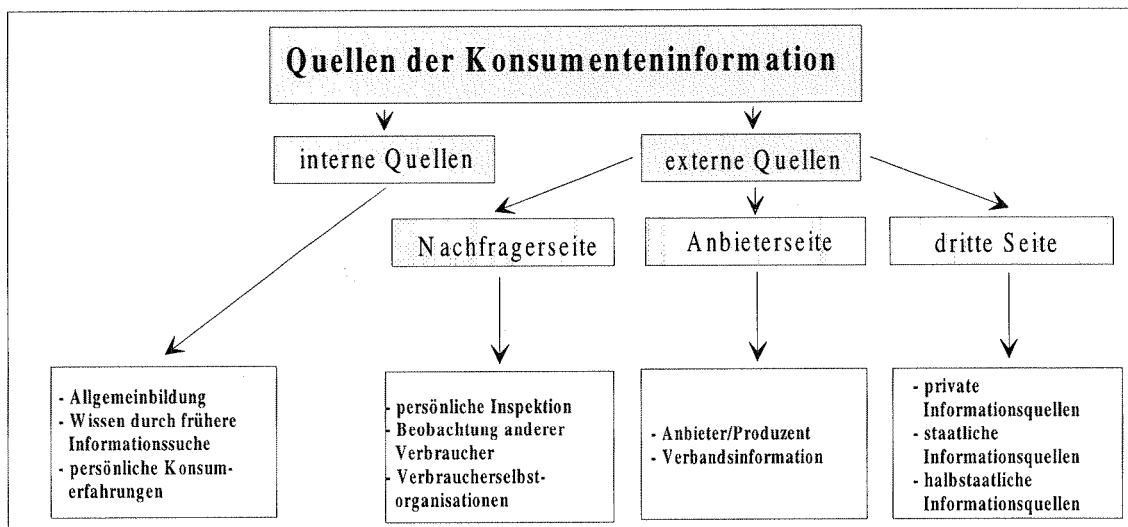 Quellen der Konsumenteninformation
interne Quellen
externe Quellen
Nachfragerseite
Anbieterseite
dritte Seite
- Allgemeinbildung
- Wissen durch frühere
Informationssuche
- persönliche Konsum-
erfahrungen
- persönliche Inspektion
- Beobachtung anderer
Verbraucher
- Verbraucherselbst-
organisationen
- Anbieter/Produzent
- Verbandsinformation
- private
Informationsquellen
- staatliche
Informationsquellen
- halbstaatliche
Informationsquellen